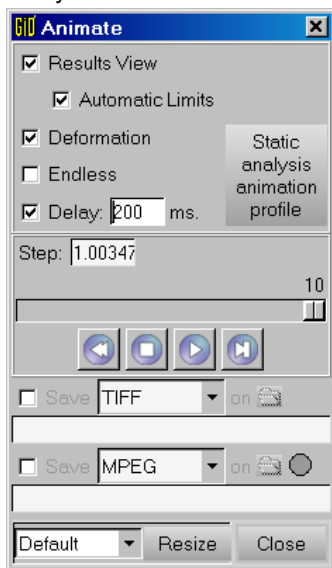 GiD Animate
Results View
Automatic Limits
Deformation
Endless
Delay: 200 ms.
Static
analysis
animation
profile
Step: 1.00347
10
Save TIFF on
Save MPEG on
Default Resize Close